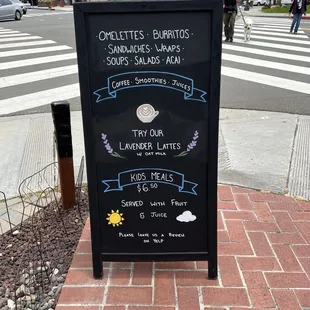 OMELETTES · BURRITOS ·
SANDWICHES · WRAPS ·
SOUPS · SALADS · ACAI ·
COFFEE · SMOOTHIES · JUICES
TRY OUR
LAVENDER LATTES
W/ OAT MILK
KIDS MEALS
$6.50
SERVED WITH FRUIT
& JUICE
PLEASE LEAVE US A REVIEW
ON YELP